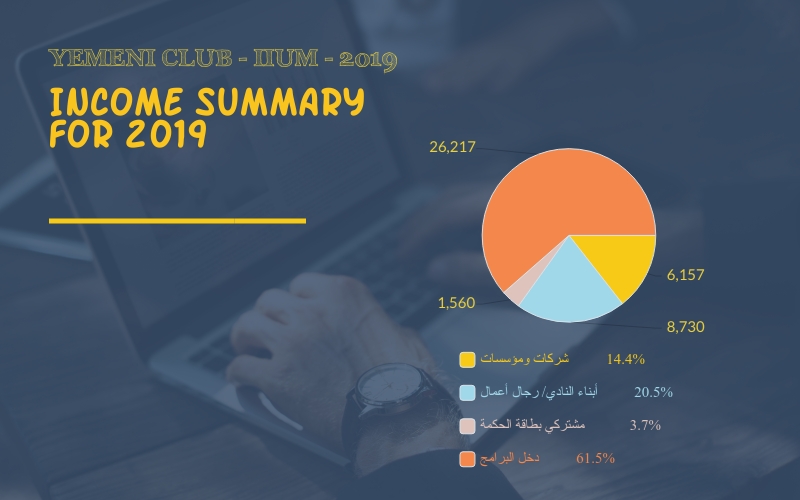 YEMENI CLUB - IIUM - 2019
INCOME SUMMARY
FOR 2019
26,217
6,157
1,560
8,730
شركات ومؤسسات 14.4%
أبناء النادي/ رجال أعمال 20.5%
مشتركي بطاقة الحكمة 3.7%
دخل البرامج 61.5%